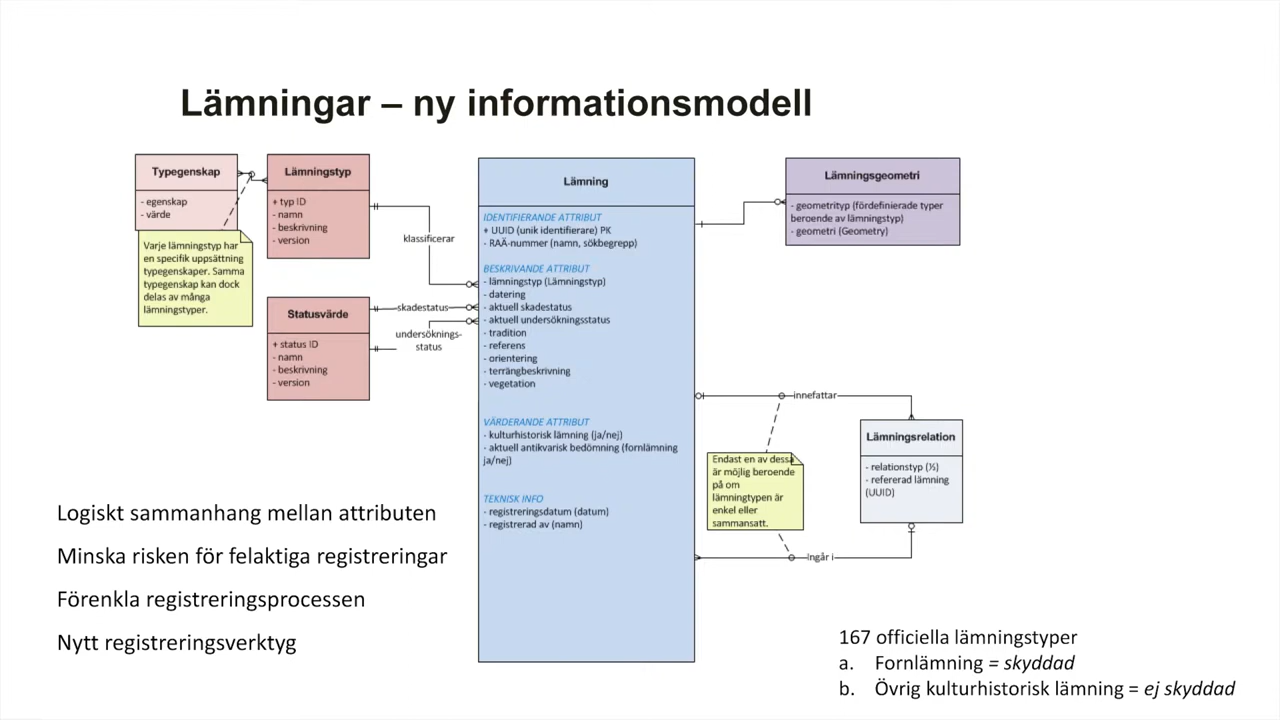 Lämningar – ny informationsmodell
Typegenskap
- egenskap
- värde
Varje lämningstyp har
en specifik uppsättning
typegenskaper. Samma
typegenskap kan dock
delas av många
lämningstyper.
Lämningstyp
+ typ ID
- namn
- beskrivning
- version
Statusvärde
+ status ID
- namn
- beskrivning
- version
klassificerar
skadestatus
undersöknings-
status
Lämning
IDENTIFIERANDE ATTRIBUT
+ UUID (unik identifierare) PK
- RAÄ-nummer (namn, sökbegrepp)
BESKRIVANDE ATTRIBUT
- lämningstyp (Lämningstyp)
- datering
- aktuell skadestatus
- aktuell undersökningsstatus
- tradition
- referens
- orientering
- terrängbeskrivning
- vegetation
VÄRDERANDE ATTRIBUT
- kulturhistorisk lämning (ja/nej)
- aktuell antikvarisk bedömning (fornlämning
ja/nej)
TEKNISK INFO
- registreringsdatum (datum)
- registrerad av (namn)
Lämningsgeometri
- geometrityp (fördefinierade typer
beroende av lämningstyp)
- geometri (Geometry)
innefattar
Endast en av dessa
är möjlig beroende
på om
lämningtypen är
enkel eller
sammansatt.
Lämningsrelation
- relationstyp (½)
- refererad lämning
(UUID)
Ingår i
Logiskt sammanhang mellan attributen
Minska risken för felaktiga registreringar
Förenkla registreringsprocessen
Nytt registreringsverktyg
167 officiella lämningstyper
a. Fornlämning = skyddad
b. Övrig kulturhistorisk lämning = ej skyddad